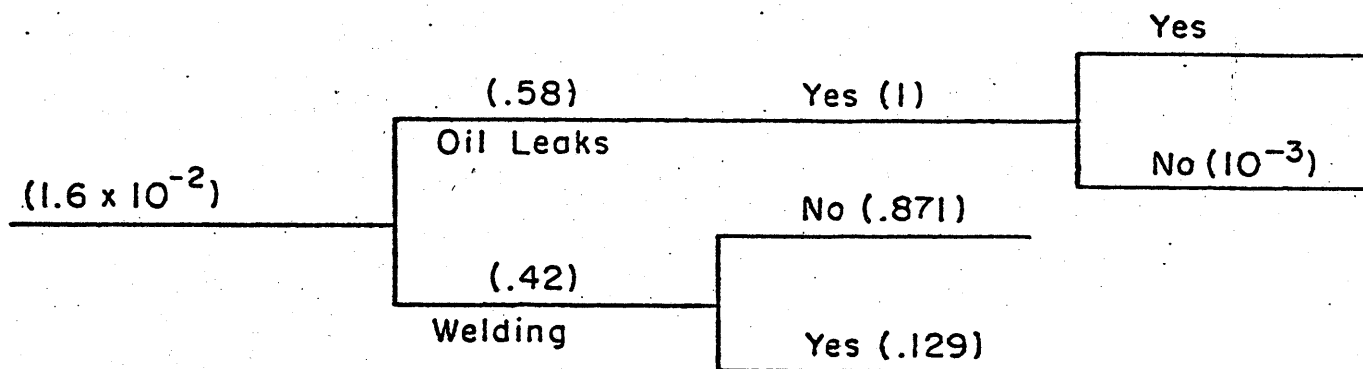 Yes
(.58)
Yes (1)
Oil Leaks
No (10⁻³)
(1.6 x 10⁻²)
No (.871)
(.42)
Welding
Yes (.129)